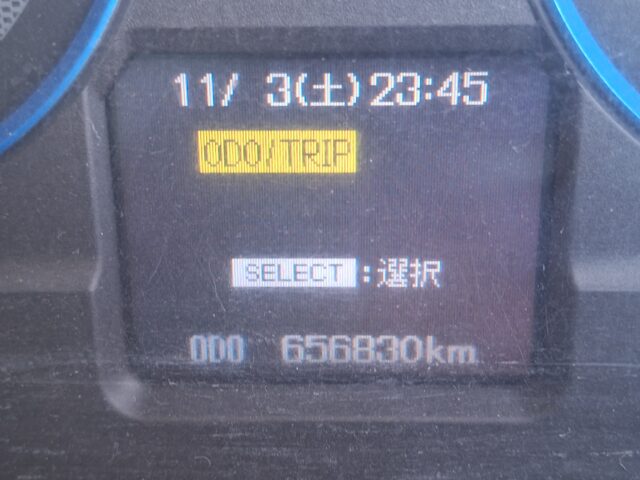 11/ 3(土)23:45
ODO/TRIP
SELECT:選択
ODO 656830km